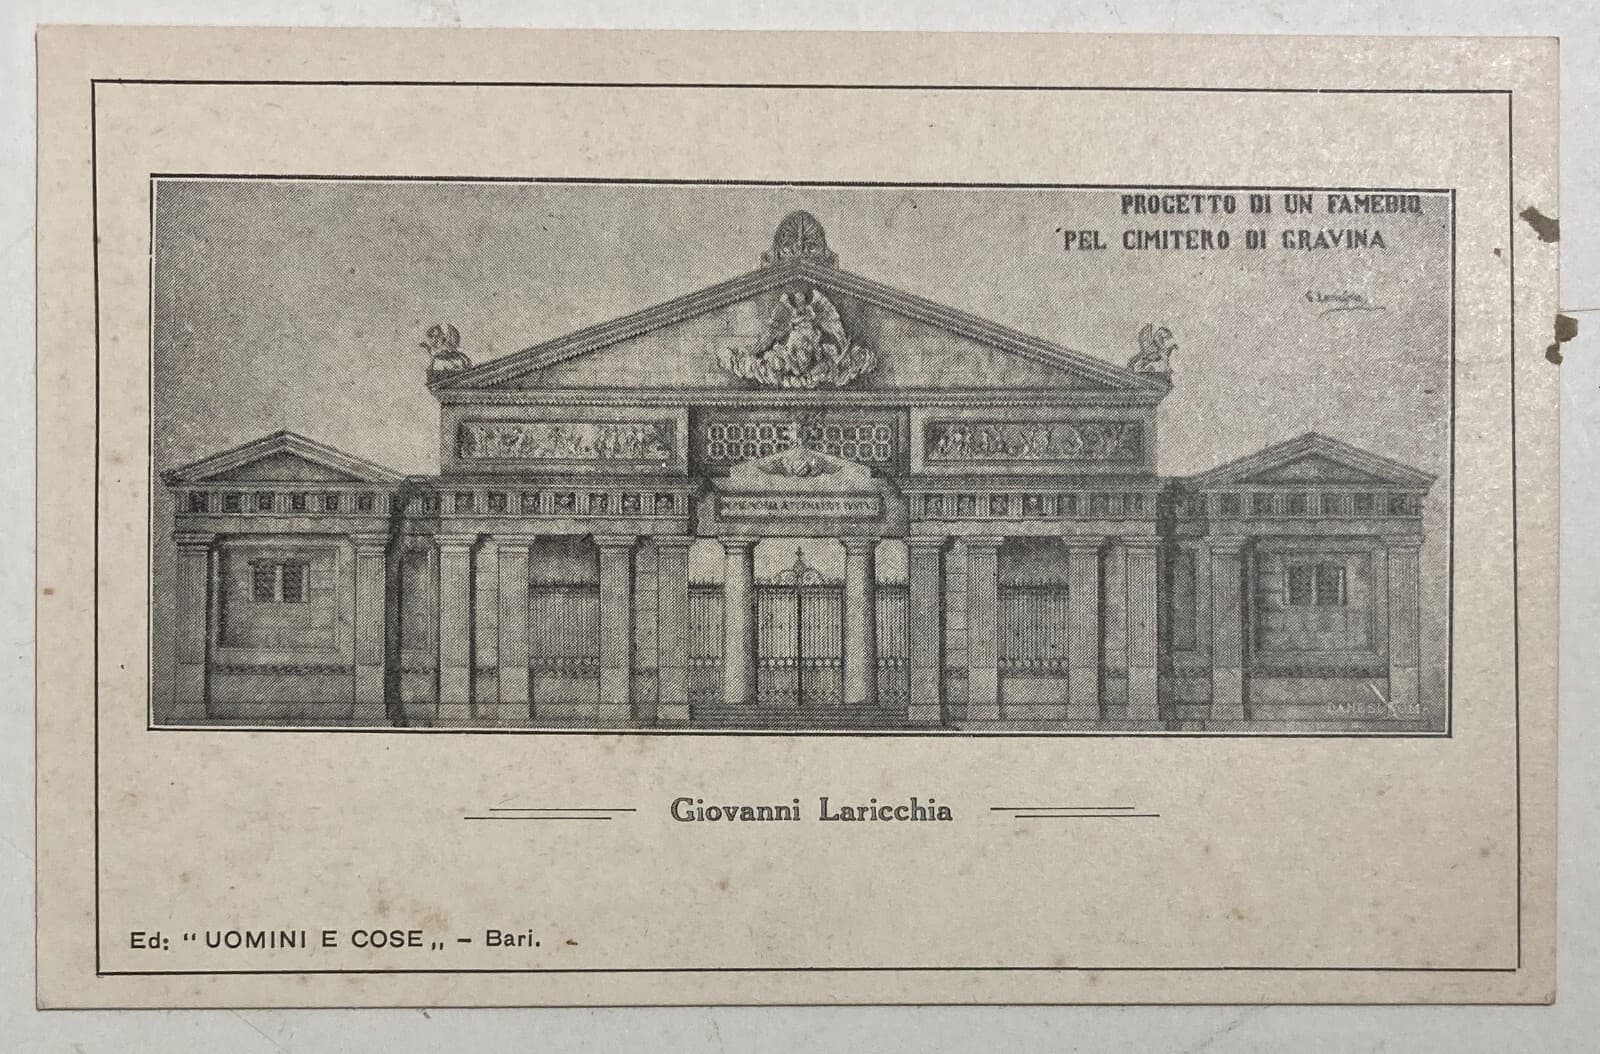 PROGETTO DI UN FAMEDIO
PEL CIMITERO DI GRAVINA
Giovanni Laricchia
Ed: “ UOMINI E COSE „ – Bari.